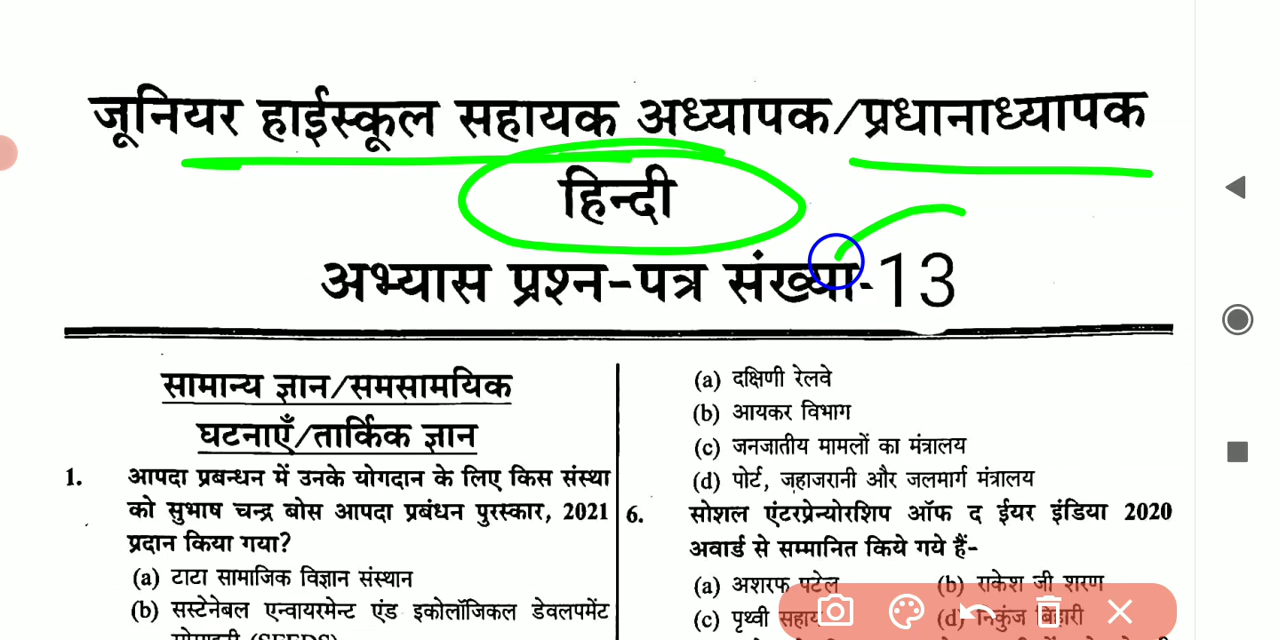 जूनियर हाईस्कूल सहायक अध्यापक/प्रधानाध्यापक
हिन्दी
अभ्यास प्रश्न-पत्र संख्या-13
सामान्य ज्ञान/समसामयिक
घटनाएँ/तार्किक ज्ञान
1. आपदा प्रबन्धन में उनके योगदान के लिए किस संस्था
को सुभाष चन्द्र बोस आपदा प्रबंधन पुरस्कार, 2021
प्रदान किया गया?
(a) टाटा सामाजिक विज्ञान संस्थान
(b) सस्टेनेबल एन्वायरमेन्ट एंड इकोलॉजिकल डेवलपमेंट
(SEEDS)
(a) दक्षिणी रेलवे
(b) आयकर विभाग
(c) जनजातीय मामलों का मंत्रालय
(d) पोर्ट, जहाजरानी और जलमार्ग मंत्रालय
6. सोशल एंटरप्रेन्योरशिप ऑफ द ईयर इंडिया 2020
अवार्ड से सम्मानित किये गये हैं-
(a) अशरफ पटेल (b) राकेश जी शरण
(c) पृथ्वी सहाय (d) निकुंज बिहारी